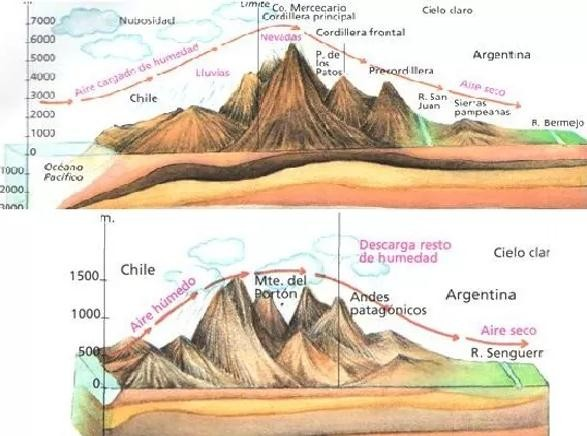 m.
Límite
Co. Mercecario
Cordillera principal
Cielo claro
7000
Nubosidad
6000
Nevadas
Cordillera frontal
5000
Aire cargado de humedad
P. de
los
Patos
Argentina
4000
Lluvias
Precordillera
3000
Chile
R. San
Juan
Aire seco
2000
Sierras
pampeanas
R. Bermejo
1000
0
Océano
Pacífico
1000
2000
3000
m.
Descarga resto
de humedad
Cielo clar
Chile
1500
Mte. del
Portón
Aire húmedo
Andes
patagónicos
Argentina
1000
Aire seco
500
R. Senguerr
0